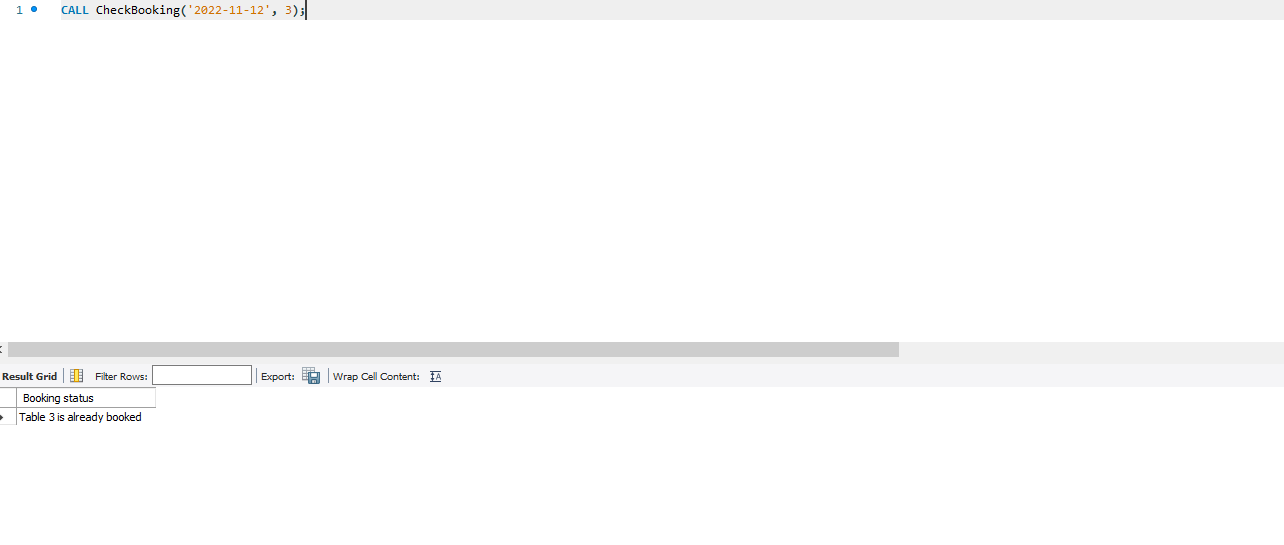 1 CALL CheckBooking('2022-11-12', 3);
Result Grid Filter Rows: Export: Wrap Cell Content: IA
Booking status
Table 3 is already booked